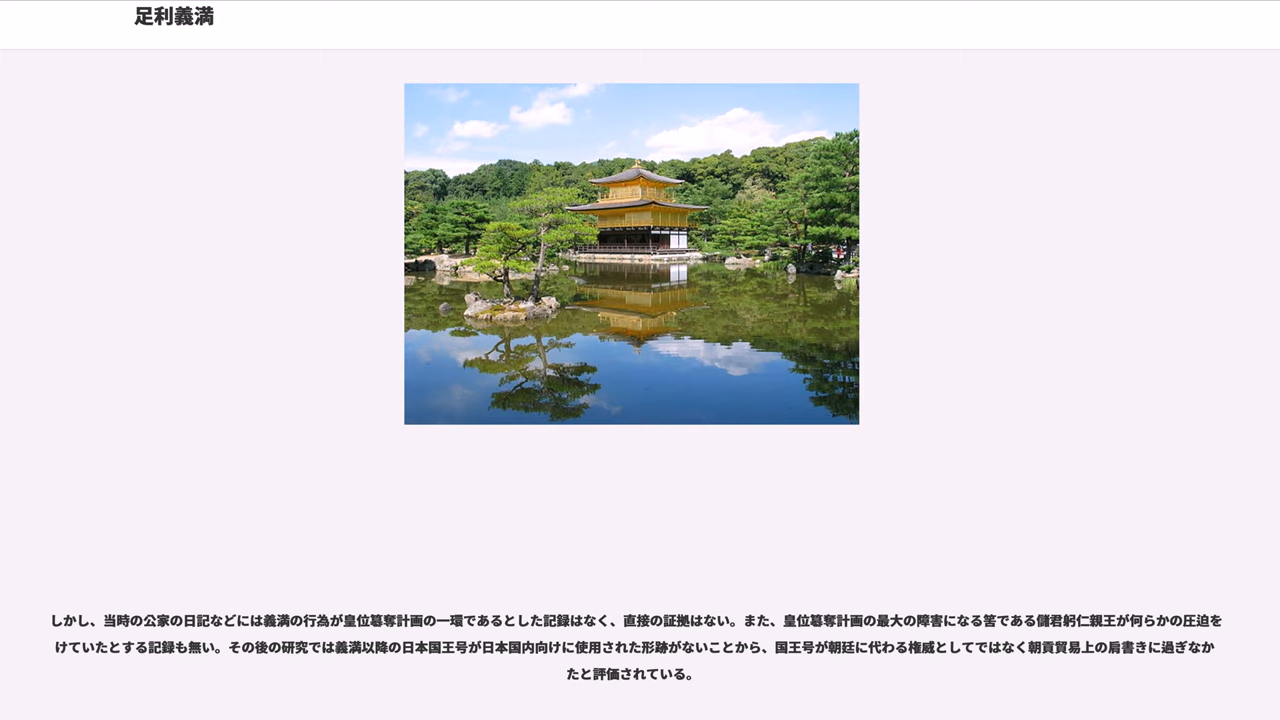 足利義満
しかし、当時の公家の日記などには義満の行為が皇位簒奪計画の一環であるとした記録はなく、直接の証拠はない。また、皇位簒奪計画の最大の障害になる筈である儲君躬仁親王が何らかの圧迫を
けていたとする記録も無い。その後の研究では義満以降の日本国王号が日本国内向けに使用された形跡がないことから、国王号が朝廷に代わる権威としてではなく朝貢貿易上の肩書きに過ぎなか
たと評価されている。